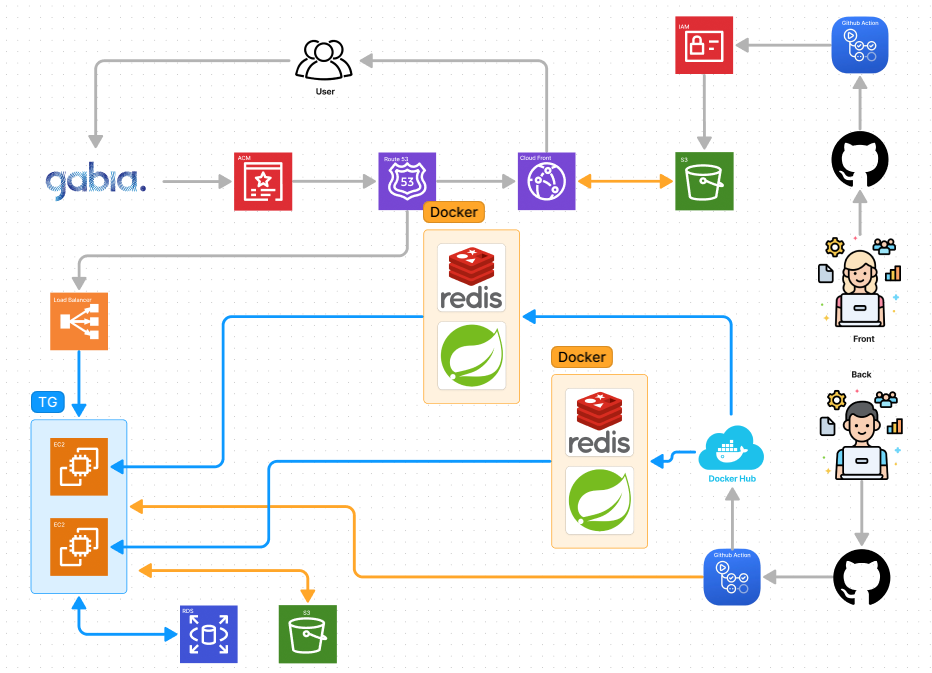 IAM
Github Action
User
gabia.
ACM
Route 53
53
Cloud Front
S3
Docker
redis
Front
Load Balancer
Docker
Back
TG
redis
EC2
Docker Hub
EC2
Github Action
RDS
S3